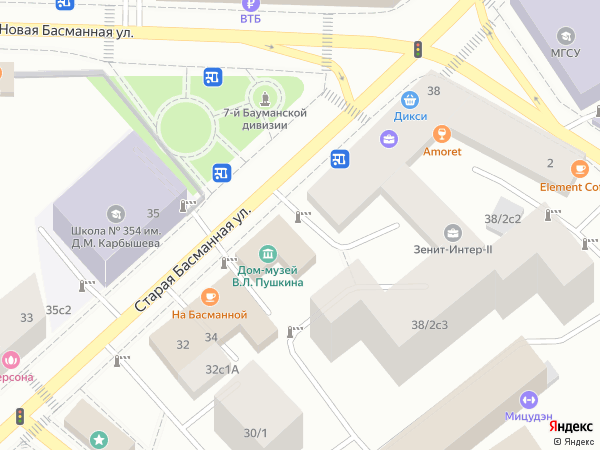 Новая Басманная ул.
ВТБ
МГСУ
38
Дикси
7-й Бауманской
дивизии
Amoret
2
Element Cof
35
Школа № 354 им.
Д.М. Карбышева
Старая Басманная ул.
38/2с2
Зенит-Интер-II
Дом-музей
В.Л. Пушкина
35с2
33
На Басманной
38/2с3
34
32
ерсона
32с1А
Мицудэн
30/1
Яндекс
© Яндекс